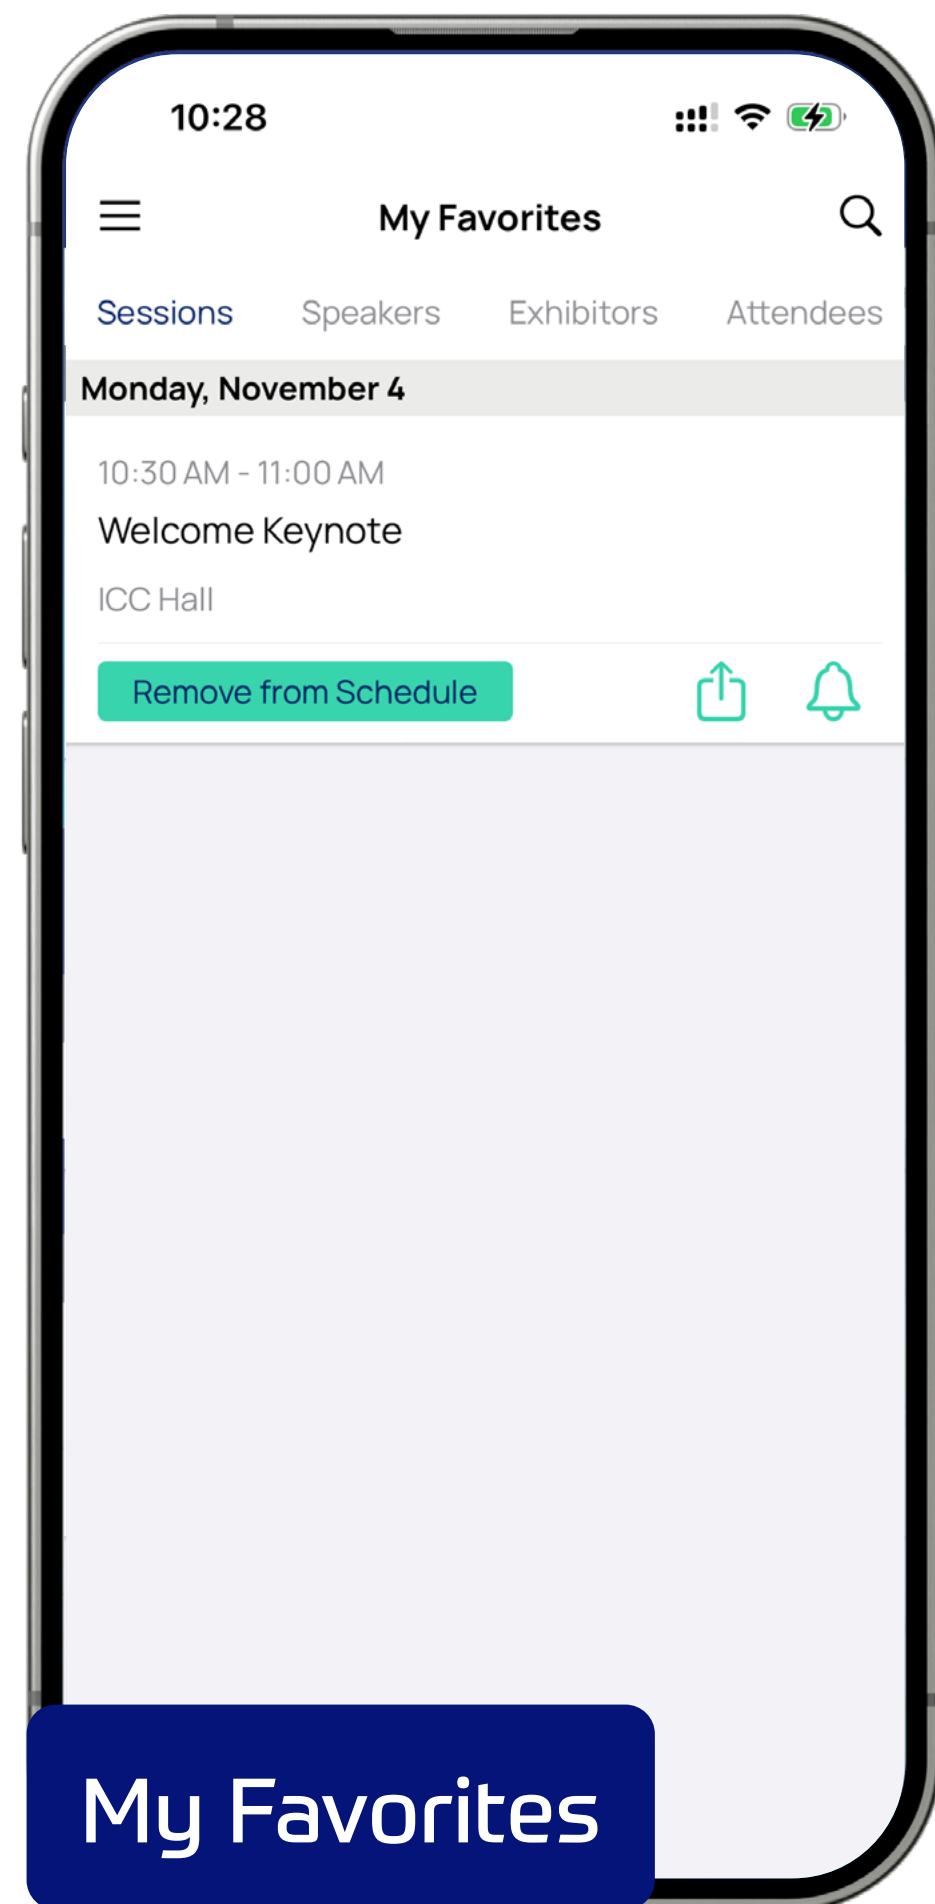 10:28
My Favorites
Sessions Speakers Exhibitors Attendees
Monday, November 4
10:30 AM - 11:00 AM
Welcome Keynote
ICC Hall
Remove from Schedule
My Favorites